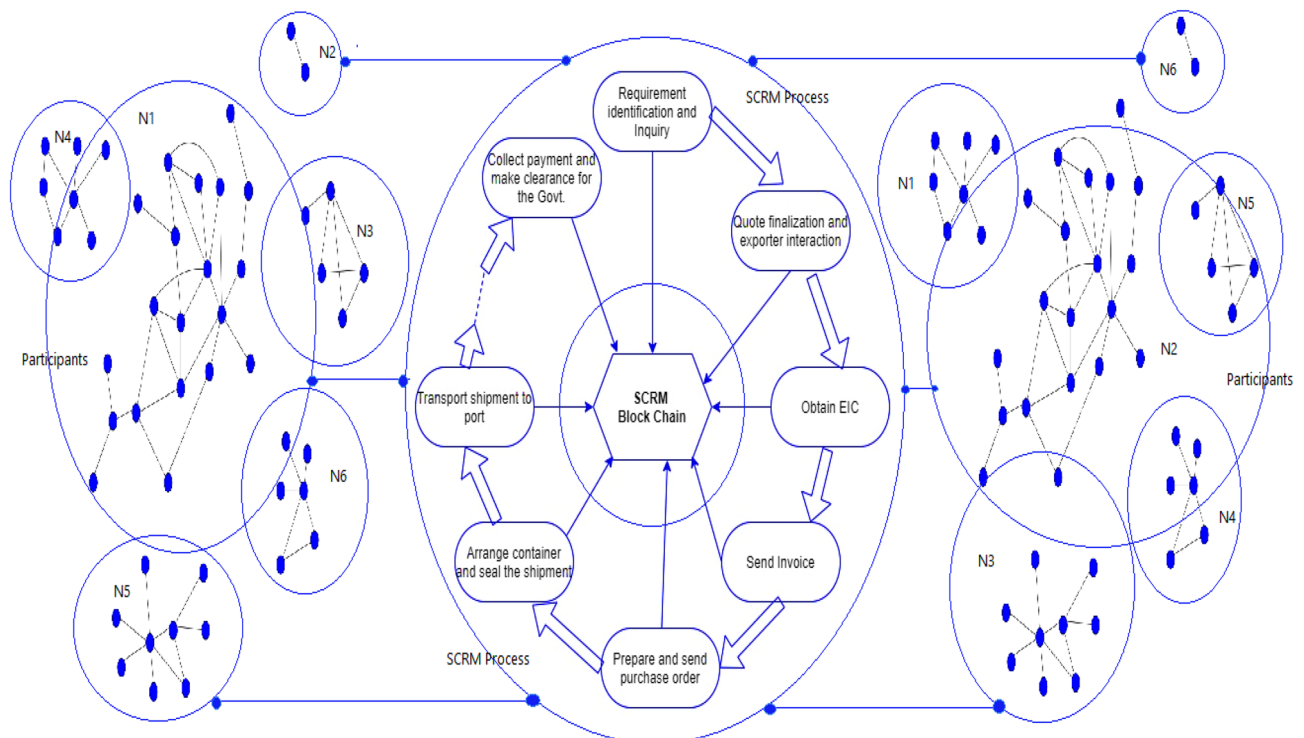 N2
N6
SCRM Process
Requirement
identification and
Inquiry
N1
N4
Collect payment and
make clearance for
the Govt.
N1
N5
N3
Quote finalization and
exporter interaction
Participants
N2
Participants
Transport shipment to
port
SCRM
Block Chain
Obtain EIC
N6
N4
Arrange container
and seal the shipment
Send Invoice
N3
N5
SCRM Process
Prepare and send
purchase order